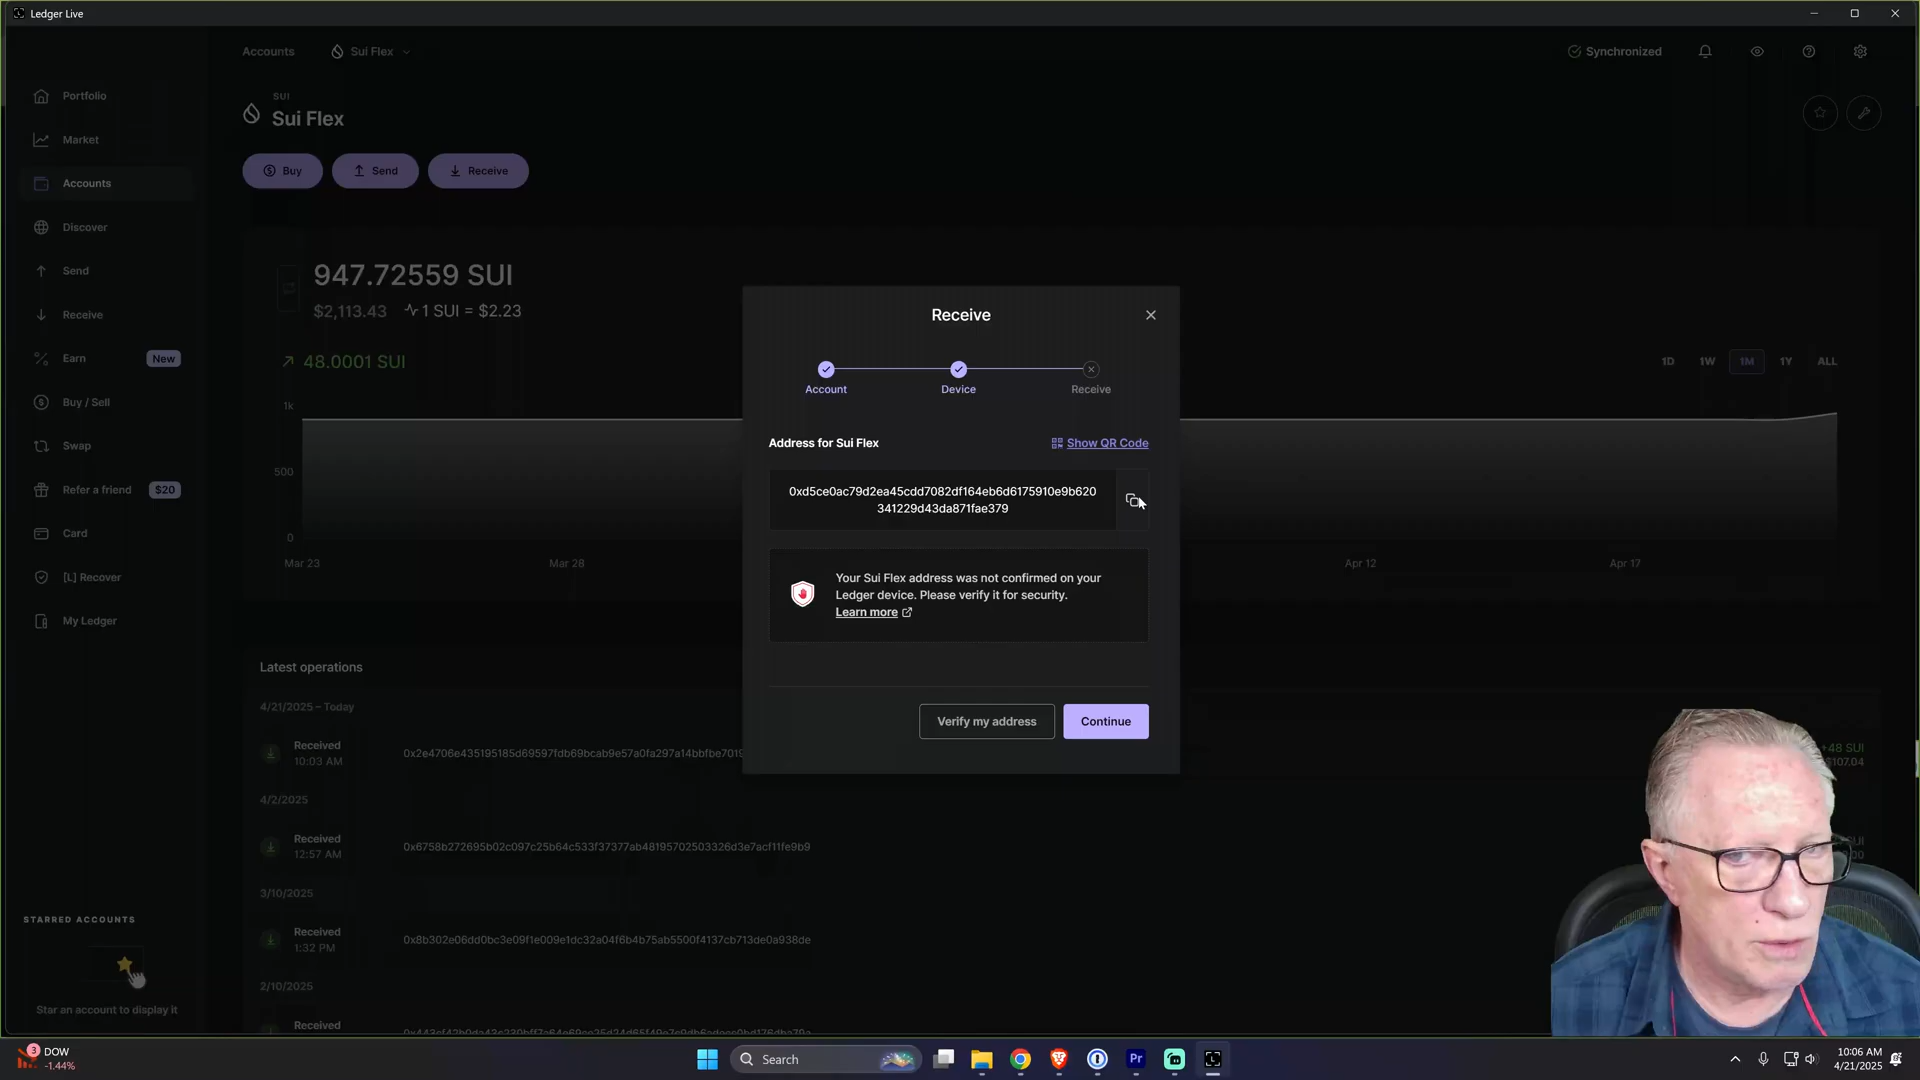 Ledger Live
Accounts
Sui Flex
Synchronized
Portfolio
Market
Accounts
Discover
Send
Receive
Earn
New
Buy / Sell
Swap
Refer a friend
$20
Card
[L] Recover
My Ledger
STARRED ACCOUNTS
Star an account to display it
SUI
Sui Flex
Buy
Send
Receive
947.72559 SUI
$2,113.43
1 SUI = $2.23
48.0001 SUI
1D
1W
1M
1Y
ALL
1k
500
0
Mar 23
Mar 28
Apr 12
Apr 17
Receive
Account
Device
Receive
Address for Sui Flex
Show QR Code
0xd5ce0ac79d2ea45cdd7082df164eb6d6175910e9b620
341229d43da871fae379
Your Sui Flex address was not confirmed on your
Ledger device. Please verify it for security.
Learn more
Verify my address
Continue
Latest operations
4/21/2025 – Today
Received
10:03 AM
0x2e4706e435195185d69597fdb69bcab9e57a0fa297a14bbfbe7019
+48 SUI
$107.04
4/2/2025
Received
12:57 AM
0x6758b272695b02c097c25b64c533f37377ab48195702503326d3e7acf11fe9b9
3/10/2025
Received
1:32 PM
0x8b302e06dd0bc3e09f1e009e1dc32a04f6b4b75ab5500f4137cb713de0a938de
2/10/2025
Received
3
DOW
-1.44%
Search
Pr
10:06 AM
4/21/2025